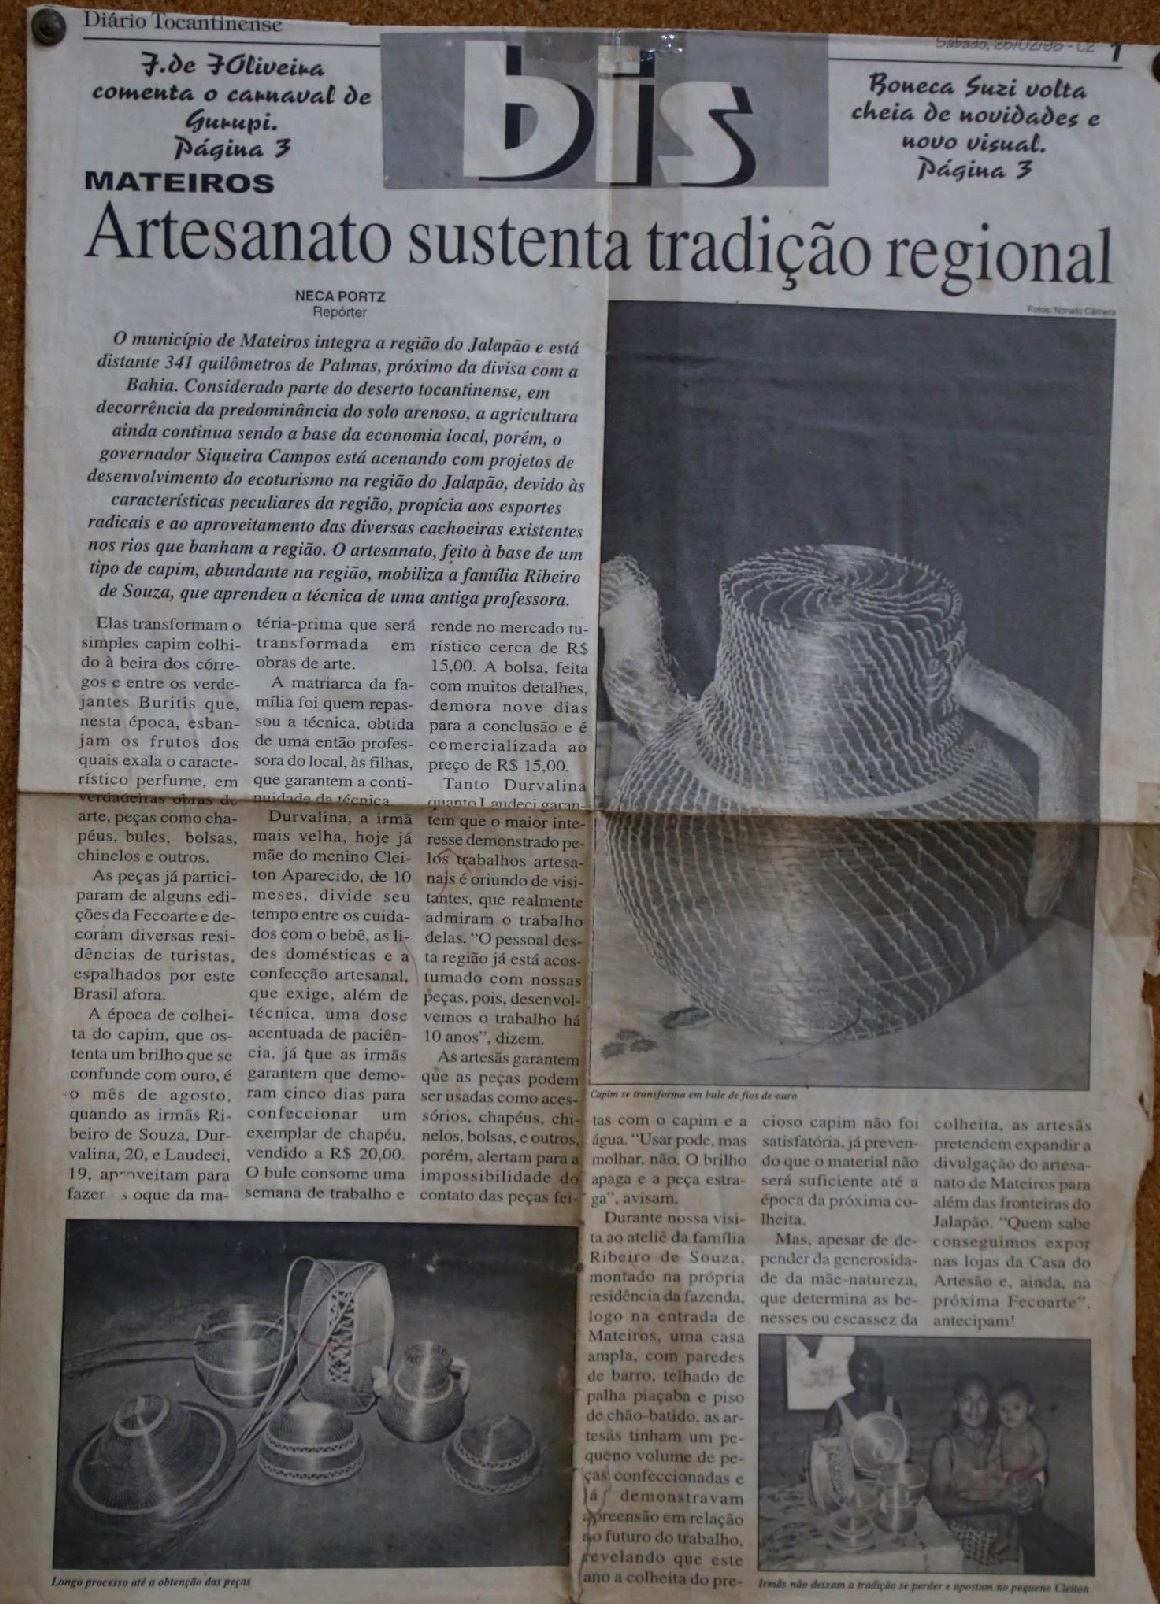 Diário Tocantinense
Sábado, - C2 1
J. de JOliveira
comenta o carnaval de
Gurupi.
Página 3
bis
Boneca Suzi volta
cheia de novidades e
novo visual.
Página 3
MATEIROS
Artesanato sustenta tradição regional
NECA PORTZ
Repórter
Fotos: Nonato Câmera
O município de Mateiros integra a região do Jalapão e está
distante 341 quilômetros de Palmas, próximo da divisa com a
Bahia. Considerado parte do deserto tocantinense, em
decorrência da predominância do solo arenoso, a agricultura
ainda continua sendo a base da economia local, porém, o
governador Siqueira Campos está acenando com projetos de
desenvolvimento do ecoturismo na região do Jalapão, devido às
características peculiares da região, propícia aos esportes
radicais e ao aproveitamento das diversas cachoeiras existentes
nos rios que banham a região. O artesanato, feito à base de um
tipo de capim, abundante na região, mobiliza a família Ribeiro
de Souza, que aprendeu a técnica de uma antiga professora.
Elas transformam o
simples capim colhi-
do à beira dos córre-
gos e entre os verde-
jantes Buritis que,
nesta época, esban-
jam os frutos dos
quais exala o caracte-
rístico perfume, em
verdadeiras obras de
arte, peças como cha-
péus, bules, bolsas,
chinelos e outros.
As peças já partici-
param de alguns edi-
ções da Fecoarte e de-
coram diversas resi-
dências de turistas,
espalhados por este
Brasil afora.
A época de colhei-
ta do capim, que os-
tenta um brilho que se
confunde com ouro, é
o mês de agosto,
quando as irmãs Ri-
beiro de Souza, Dur-
valina, 20, e Laudeci,
19, aproveitam para
fazer s oque da ma-
téria-prima que será
transformada em
obras de arte.
A matriarca da fa-
mília foi quem repas-
sou a técnica, obtida
de uma então profes-
sora do local, às filhas,
que garantem a conti-
nuidade da técnica.
Durvalina, a irmã
mais velha, hoje já
mãe do menino Clei-
ton Aparecido, de 10
meses, divide seu
tempo entre os cuida-
dos com o bebê, as li-
des domésticas e a
confecção artesanal,
que exige, além de
técnica, uma dose
acentuada de paciên-
cia, já que as irmãs
garantem que demo-
ram cinco dias para
confeccionar um
exemplar de chapéu,
vendido a R$ 20,00.
O bule consome uma
semana de trabalho e
rende no mercado tu-
rístico cerca de R$
15,00. A bolsa, feita
com muitos detalhes,
demora nove dias
para a conclusão e é
comercializada ao
preço de R$ 15,00.
Tanto Durvalina
quanto Laudeci garan-
tem que o maior inte-
resse demonstrado pe-
los trabalhos artesa-
nais é oriundo de visi-
tantes, que realmente
admiram o trabalho
delas. "O pessoal des-
ta região já está acos-
tumado com nossas
peças, pois, desenvol-
vemos o trabalho há
10 anos", dizem.
As artesãs garantem
que as peças podem
ser usadas como aces-
sórios, chapéus, chi-
nelos, bolsas, e outros,
porém, alertam para a
impossibilidade do
contato das peças fei-
Capim se transforma em bule de fios de ouro
tas com o capim e a
água. "Usar pode, mas
molhar, não. O brilho
apaga e a peça estra-
ga", avisam.
Durante nossa visi-
ta ao ateliê da família
Ribeiro de Souza,
montado na própria
residência da fazenda,
logo na entrada de
Mateiros, uma casa
ampla, com paredes
de barro, telhado de
palha piaçaba e piso
de chão-batido, as ar-
tesãs tinham um pe-
queno volume de pe-
ças confeccionadas e
já demonstravam
apreensão em relação
ao futuro do trabalho,
revelando que este
ano a colheita do pre-
cioso capim não foi
satisfatória, já preven-
do que o material não
será suficiente até a
época da próxima co-
lheita.
Mas, apesar de de-
pender da generosida-
de da mãe-natureza,
que determina as be-
nesses ou escassez da
colheita, as artesãs
pretendem expandir a
divulgação do artesa-
nato de Mateiros para
além das fronteiras do
Jalapão. "Quem sabe
conseguimos expor
nas lojas da Casa do
Artesão e, ainda, na
próxima Fecoarte",
antecipam!
Longo processo até a obtenção das peças
Irmãs não deixam a tradição se perder e apostam no pequeno Cleiton